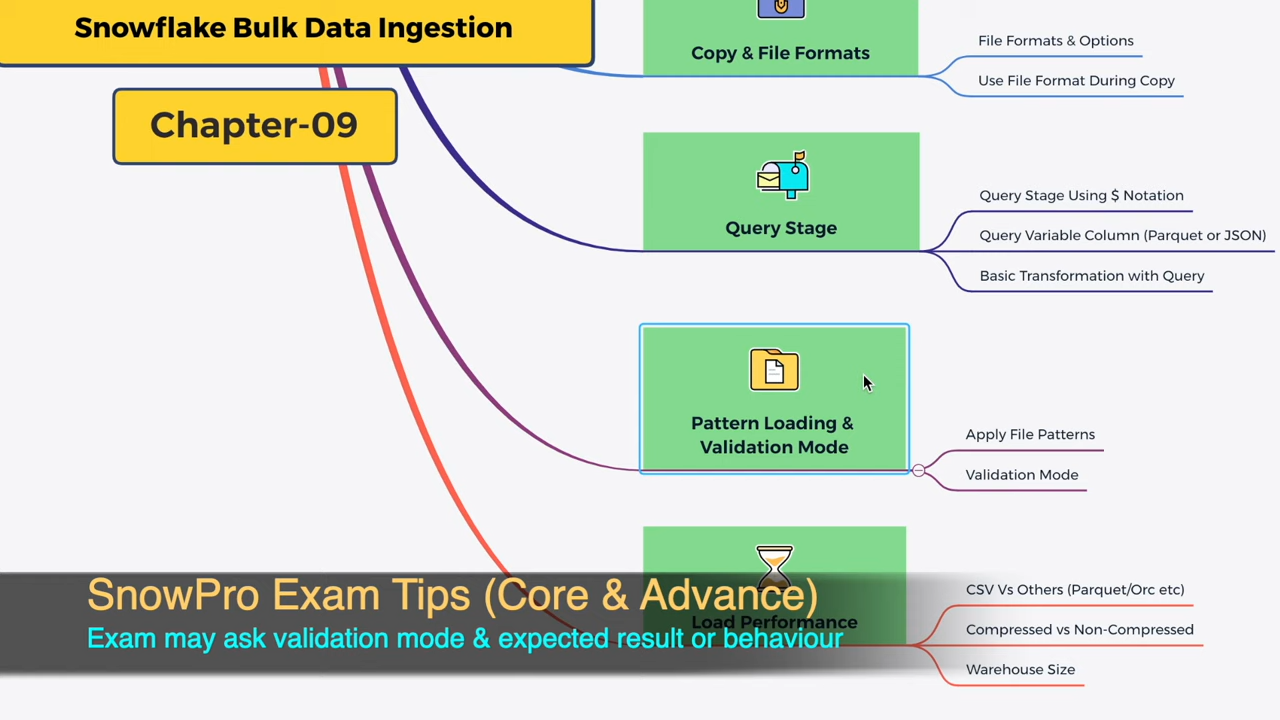 Snowflake Bulk Data Ingestion
Chapter-09
Copy & File Formats
File Formats & Options
Use File Format During Copy
Query Stage
Query Stage Using $ Notation
Query Variable Column (Parquet or JSON)
Basic Transformation with Query
Pattern Loading &
Validation Mode
Apply File Patterns
Validation Mode
Load Performance
CSV Vs Others (Parquet/Orc etc)
Compressed vs Non-Compressed
Warehouse Size
SnowPro Exam Tips (Core & Advance)
Exam may ask validation mode & expected result or behaviour